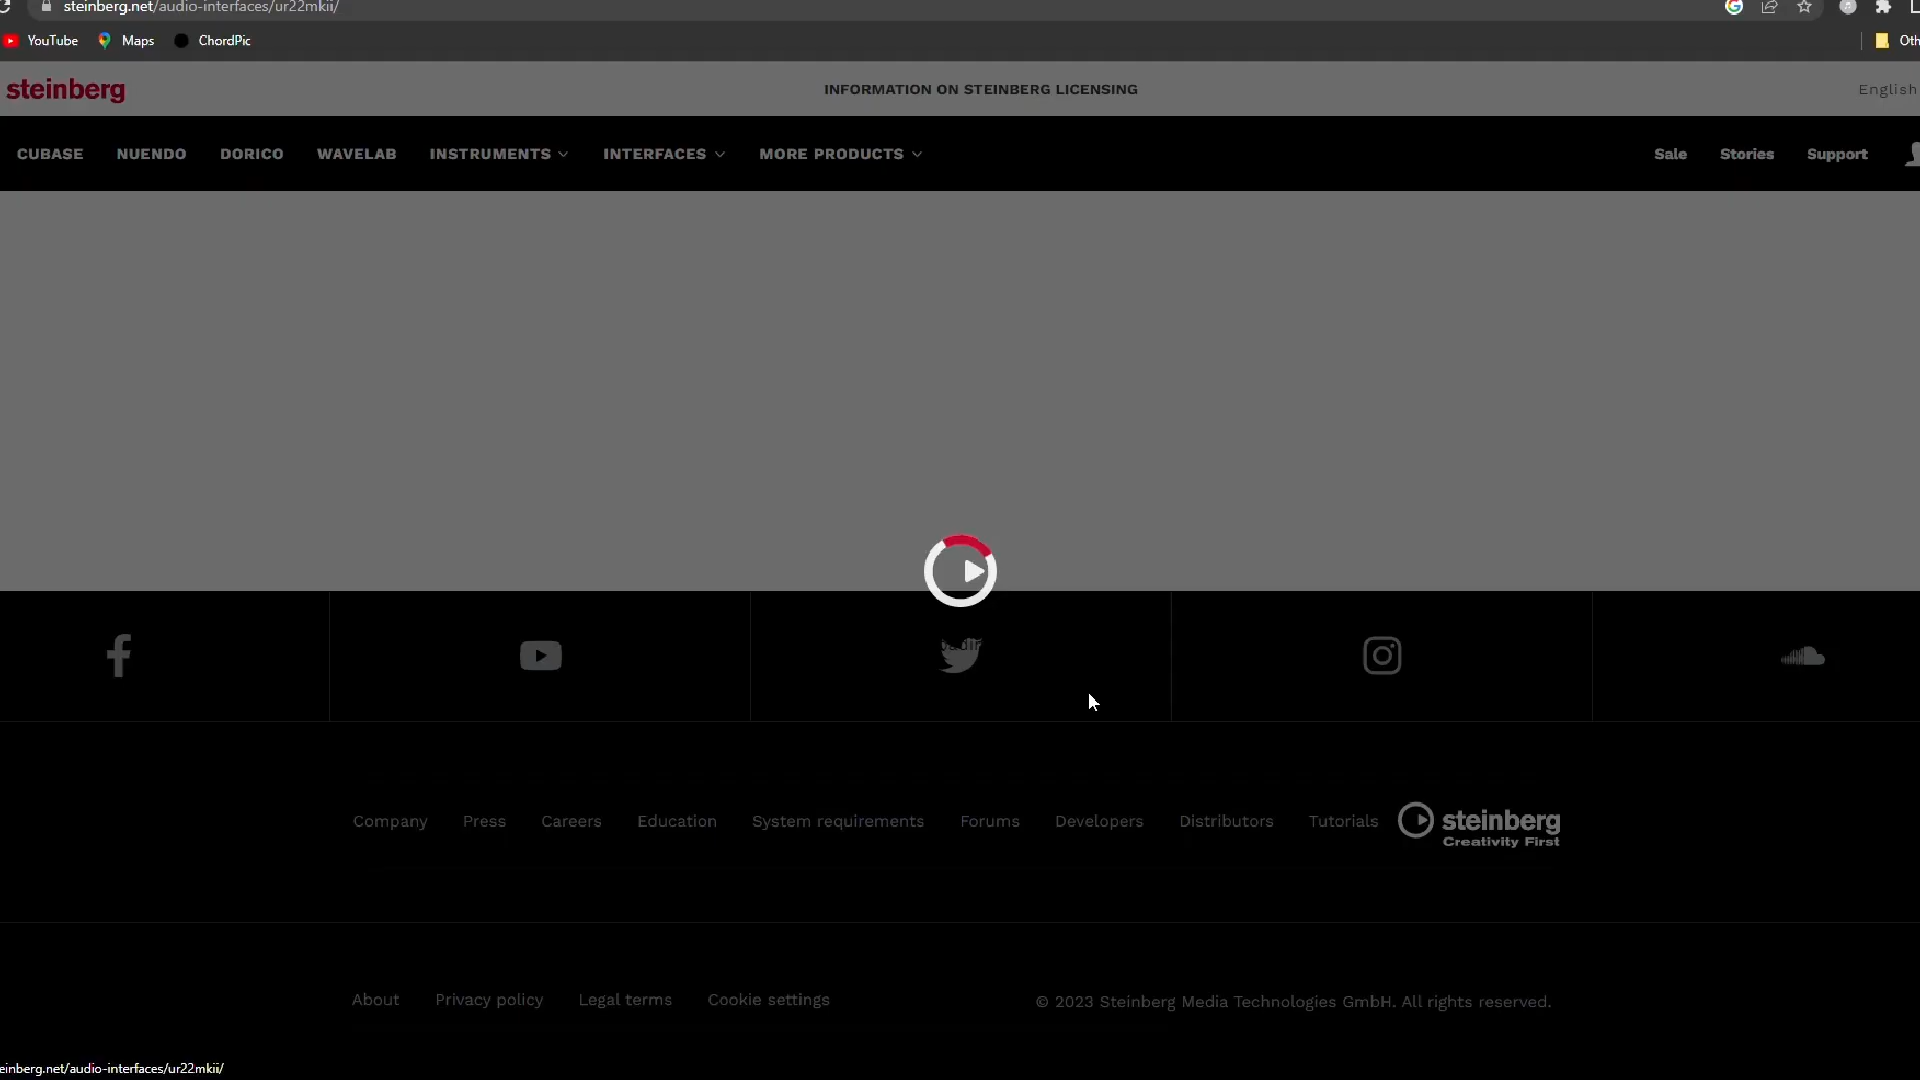 steinberg.net/audio-interfaces/ur22mkii/
YouTube
Maps
ChordPic
Oth
steinberg
INFORMATION ON STEINBERG LICENSING
English
CUBASE
NUENDO
DORICO
WAVELAB
INSTRUMENTS
INTERFACES
MORE PRODUCTS
Sale
Stories
Support
Company
Press
Careers
Education
System requirements
Forums
Developers
Distributors
Tutorials
steinberg
Creativity First
About
Privacy policy
Legal terms
Cookie settings
© 2023 Steinberg Media Technologies GmbH. All rights reserved.
einberg.net/audio-interfaces/ur22mkii/